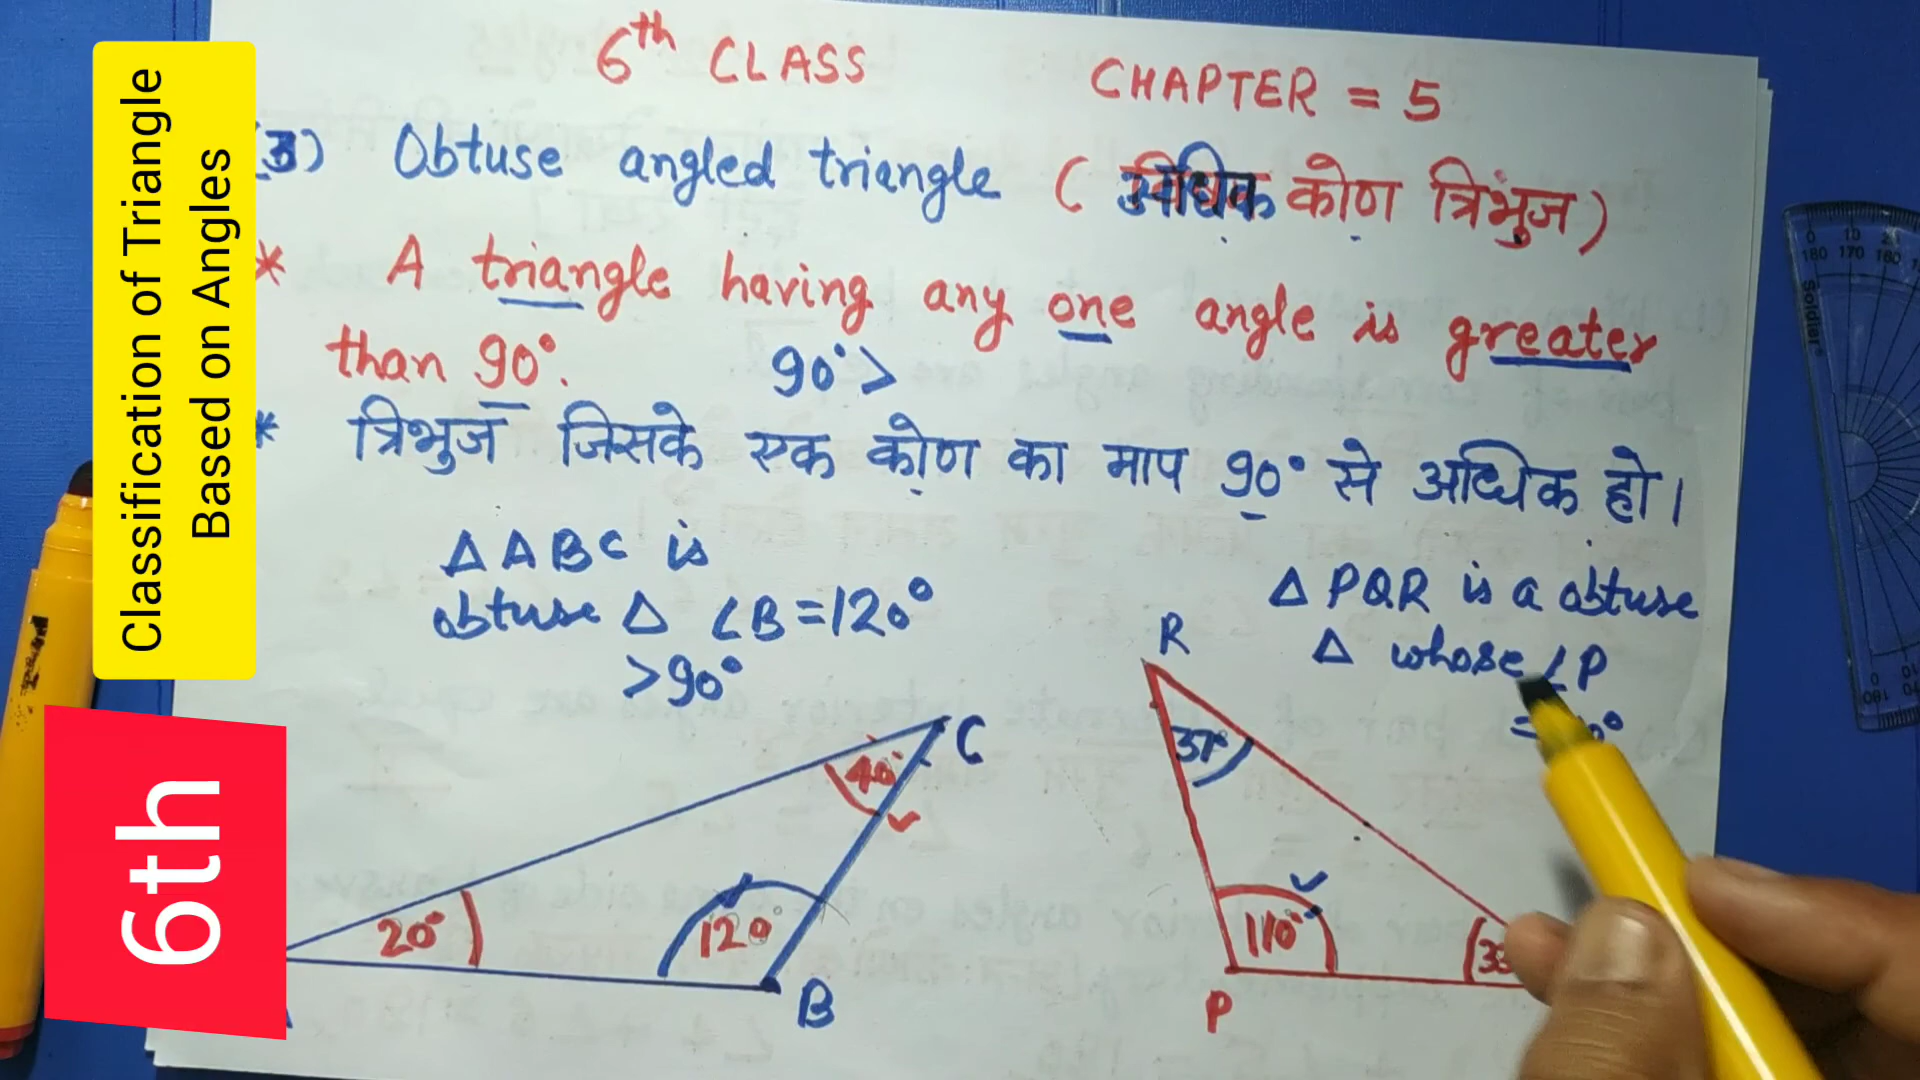 6th CLASS CHAPTER = 5
Classification of Triangle
Based on Angles
(3) Obtuse angled triangle (अधिक कोण त्रिभुज)
* A triangle having any one angle is greater
than 90°. 90°>
* त्रिभुज जिसके एक कोण का माप 90° से अधिक हो।
△ ABC is
obtuse △ ∠B = 120°
>90°
△ PQR is a obtuse
△ whose ∠P
=
R
37°
C
40°
20°
120
B
110°
P
6th